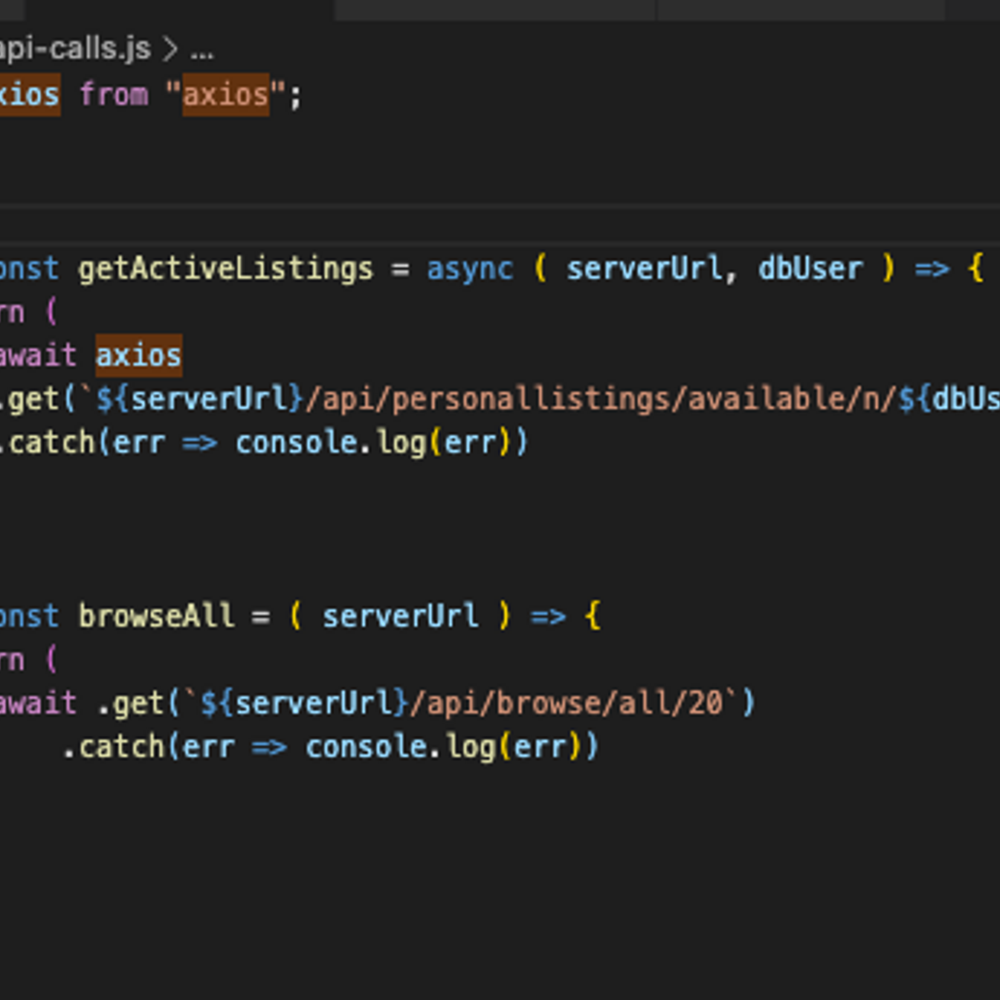 api-calls.js > ...
xios from "axios";
onst getActiveListings = async ( serverUrl, dbUser ) => {
rn (
await axios
.get(`${serverUrl}/api/personallistings/available/n/${dbUs
.catch(err => console.log(err))
onst browseAll = ( serverUrl ) => {
rn (
await .get(`${serverUrl}/api/browse/all/20`)
.catch(err => console.log(err))